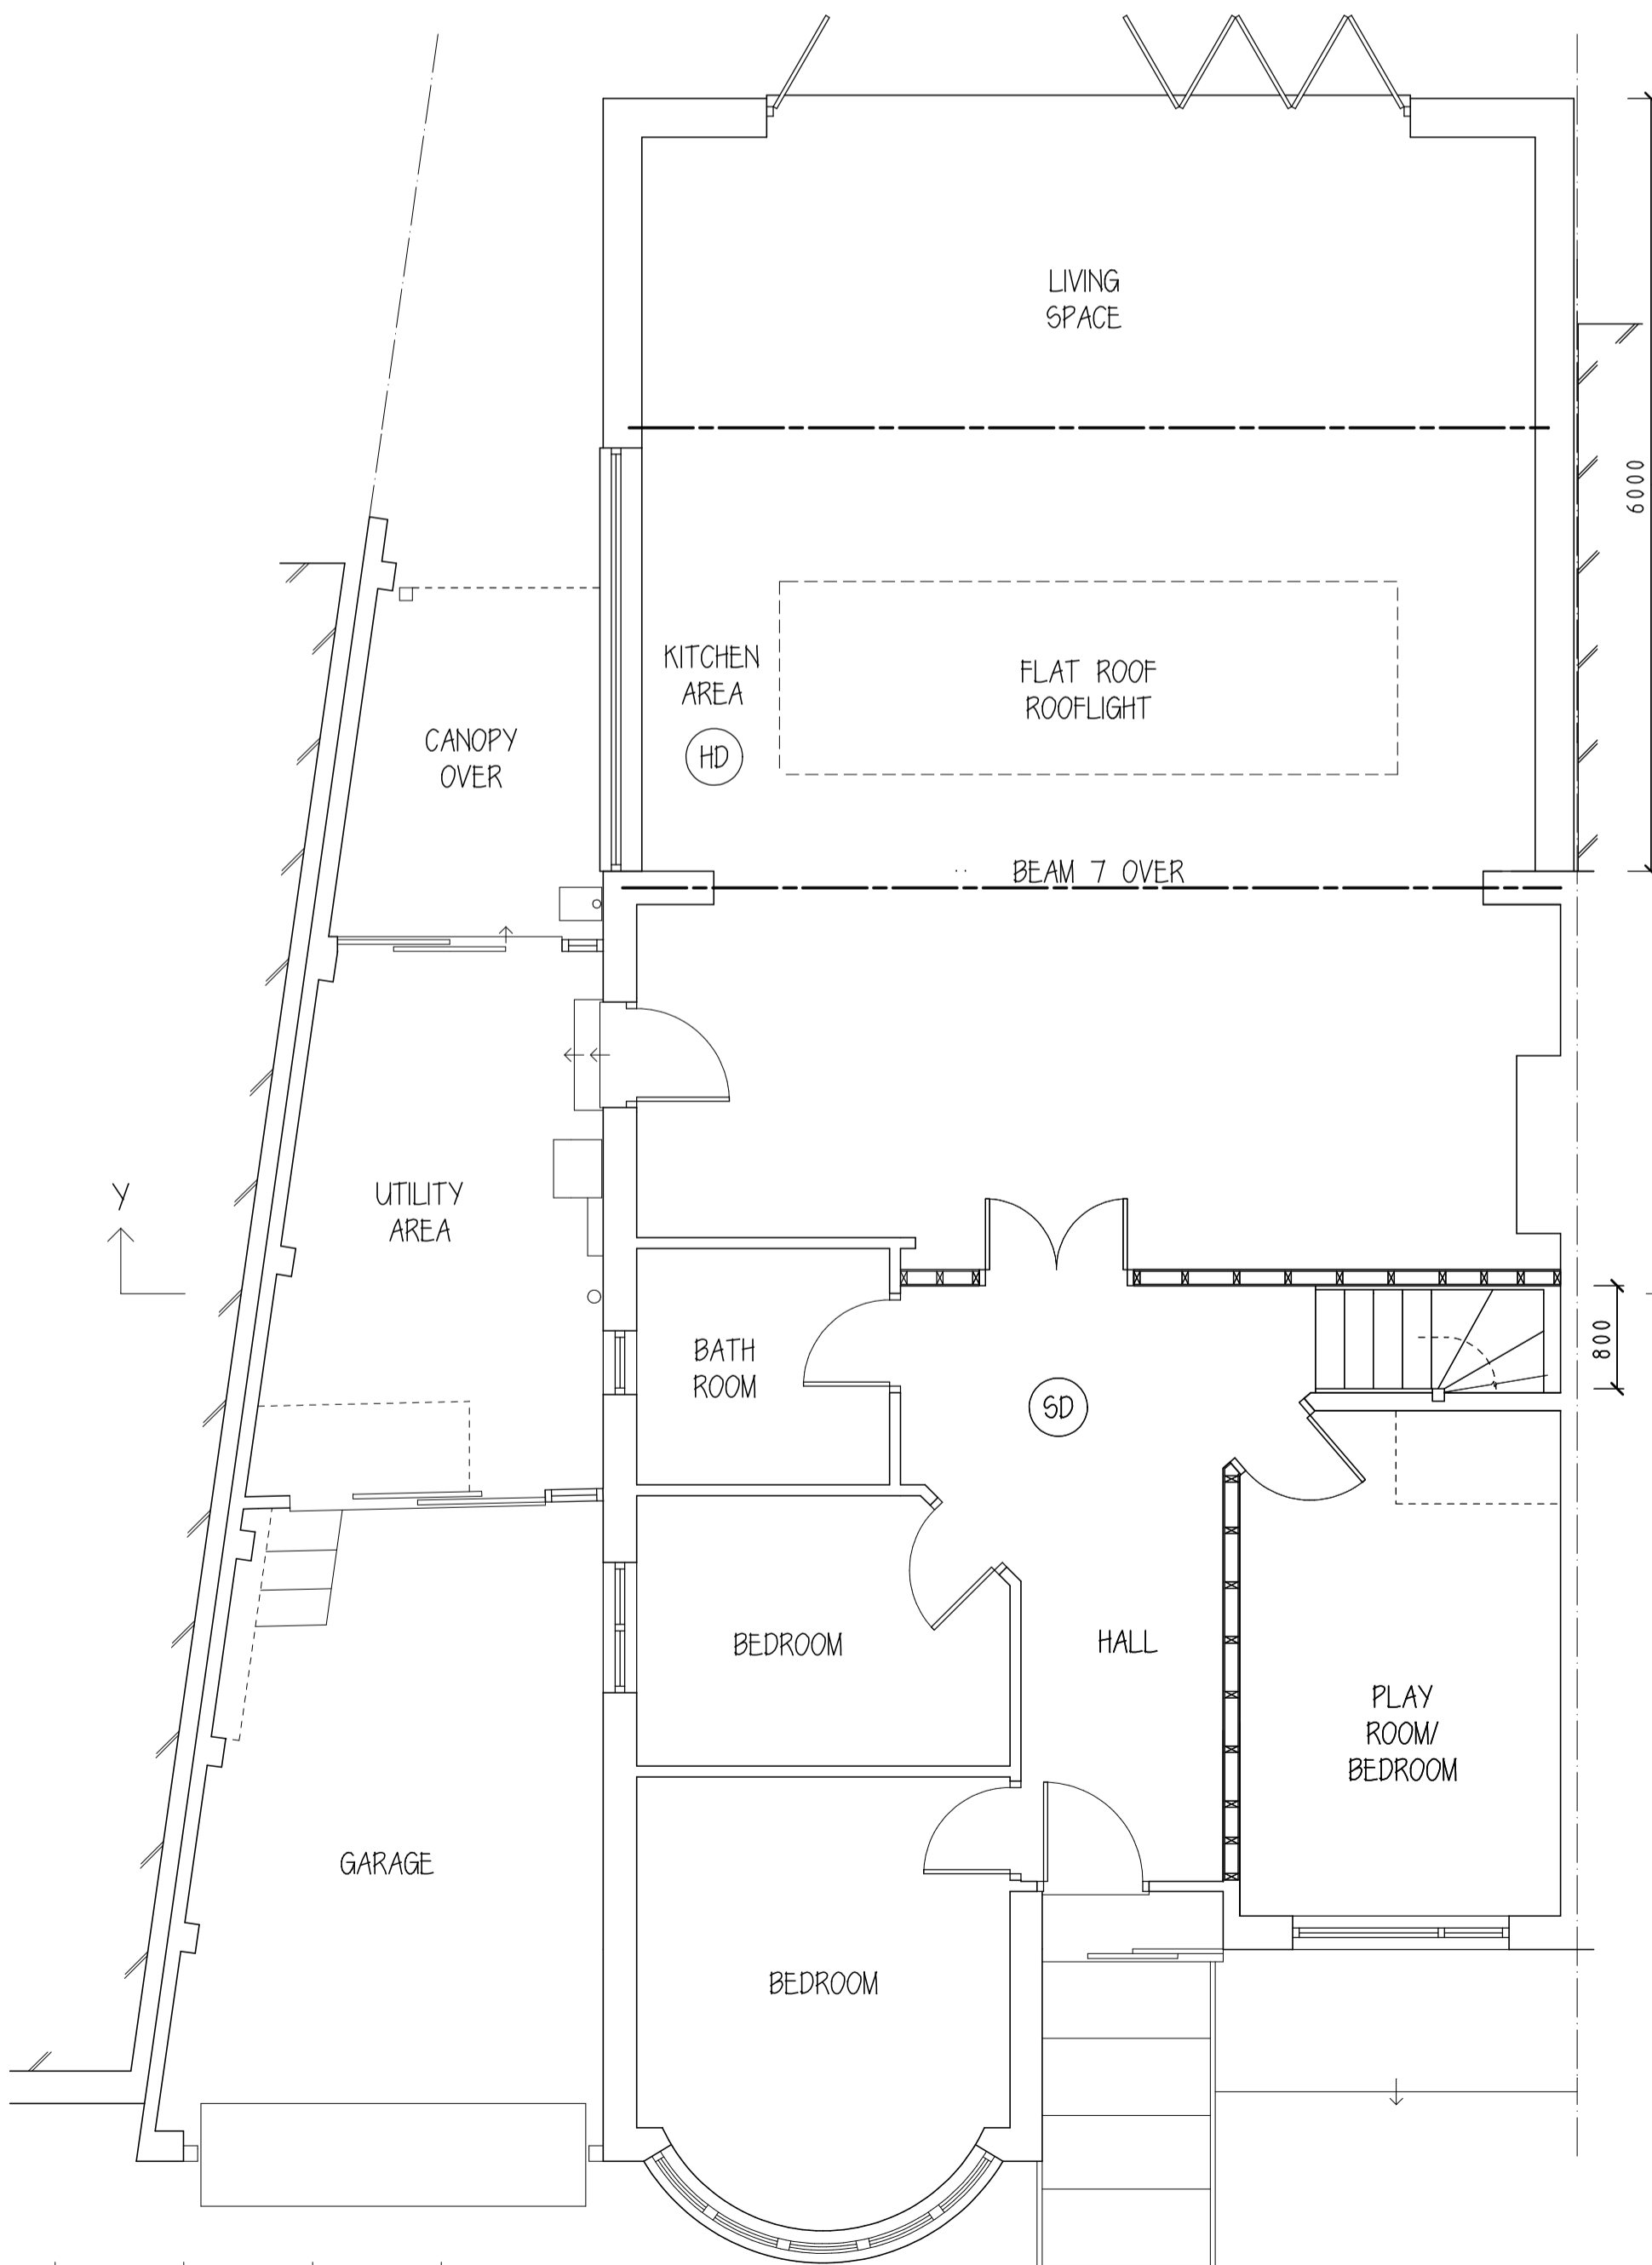 LIVING
SPACE
6000
KITCHEN
AREA
HD
FLAT ROOF
ROOFLIGHT
CANOPY
OVER
BEAM 7 OVER
Y
UTILITY
AREA
BATH
ROOM
SD
800
BEDROOM
HALL
PLAY
ROOM/
BEDROOM
GARAGE
BEDROOM